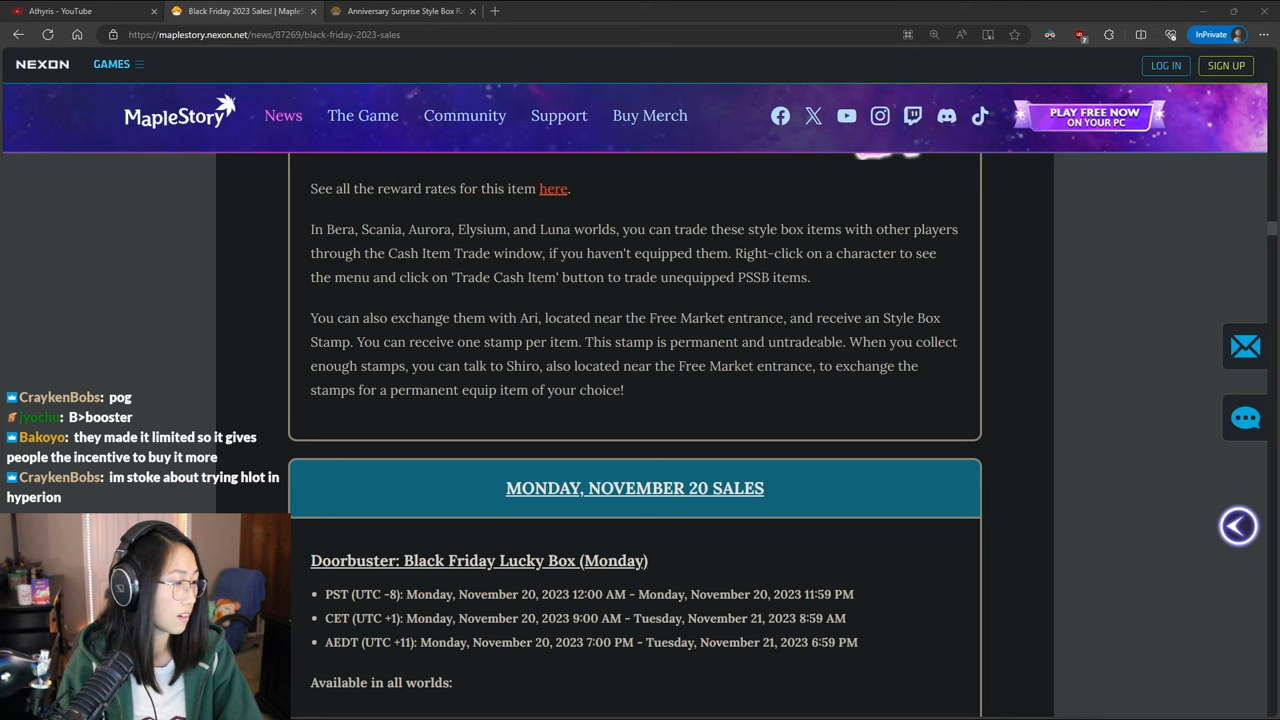 Athyris - YouTube
Black Friday 2023 Sales! | MapleS
Anniversary Surprise Style Box Ra
https://maplestory.nexon.net/news/87269/black-friday-2023-sales
7
InPrivate
NEXON
GAMES
LOG IN
SIGN UP
MapleStory
News
The Game
Community
Support
Buy Merch
PLAY FREE NOW
ON YOUR PC
See all the reward rates for this item here.
In Bera, Scania, Aurora, Elysium, and Luna worlds, you can trade these style box items with other players
through the Cash Item Trade window, if you haven't equipped them. Right-click on a character to see
the menu and click on 'Trade Cash Item' button to trade unequipped PSSB items.
You can also exchange them with Ari, located near the Free Market entrance, and receive an Style Box
Stamp. You can receive one stamp per item. This stamp is permanent and untradeable. When you collect
enough stamps, you can talk to Shiro, also located near the Free Market entrance, to exchange the
stamps for a permanent equip item of your choice!
CraykenBobs: pog
jyochu: B>booster
Bakoyo: they made it limited so it gives
people the incentive to buy it more
CraykenBobs: im stoke about trying hlot in
hyperion
MONDAY, NOVEMBER 20 SALES
Doorbuster: Black Friday Lucky Box (Monday)
PST (UTC -8): Monday, November 20, 2023 12:00 AM - Monday, November 20, 2023 11:59 PM
CET (UTC +1): Monday, November 20, 2023 9:00 AM - Tuesday, November 21, 2023 8:59 AM
AEDT (UTC +11): Monday, November 20, 2023 7:00 PM - Tuesday, November 21, 2023 6:59 PM
Available in all worlds: